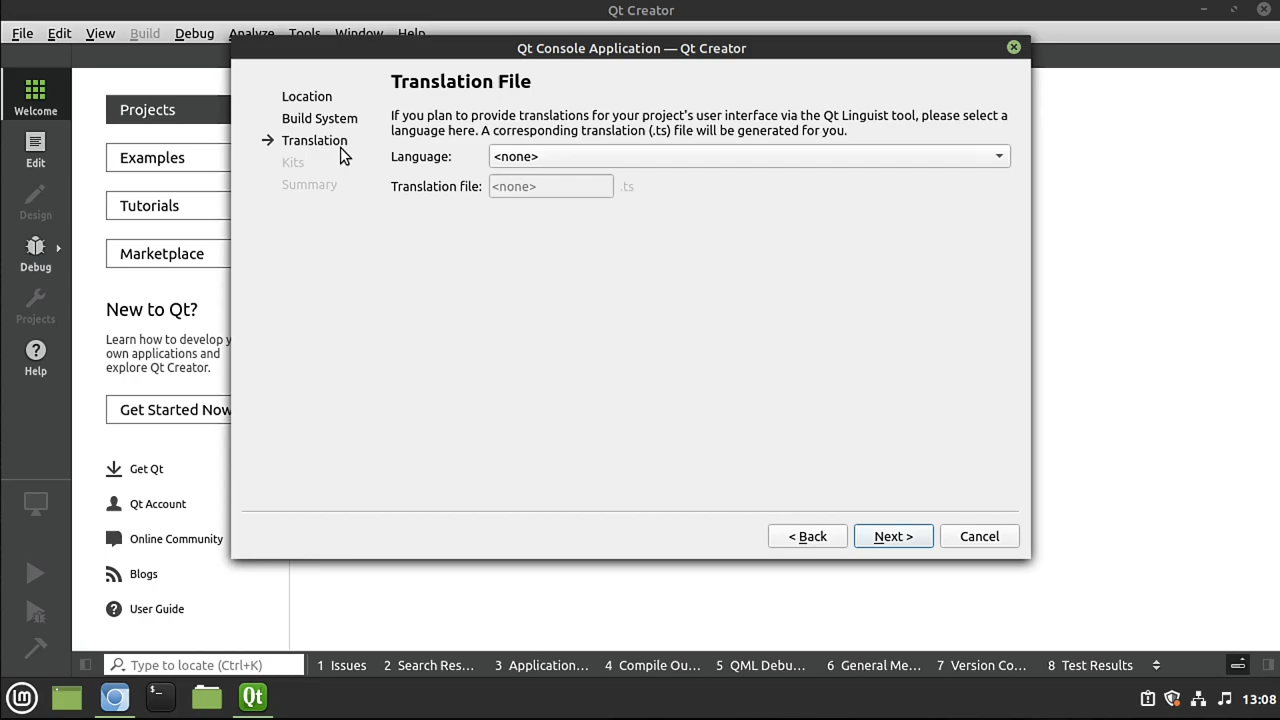 Qt Creator
File Edit View Build Debug Analyze Tools Window Help
Qt Console Application — Qt Creator
Welcome
Edit
Design
Debug
Projects
Help
Projects
Examples
Tutorials
Marketplace
New to Qt?
Learn how to develop y
own applications and
explore Qt Creator.
Get Started Now
Get Qt
Qt Account
Online Community
Blogs
User Guide
Location
Build System
Translation
Kits
Summary
Translation File
If you plan to provide translations for your project's user interface via the Qt Linguist tool, please select a
language here. A corresponding translation (.ts) file will be generated for you.
Language: <none>
Translation file: <none> .ts
< Back Next > Cancel
Type to locate (Ctrl+K) 1 Issues 2 Search Res... 3 Application... 4 Compile Ou... 5 QML Debu... 6 General Me... 7 Version Co... 8 Test Results
13:08